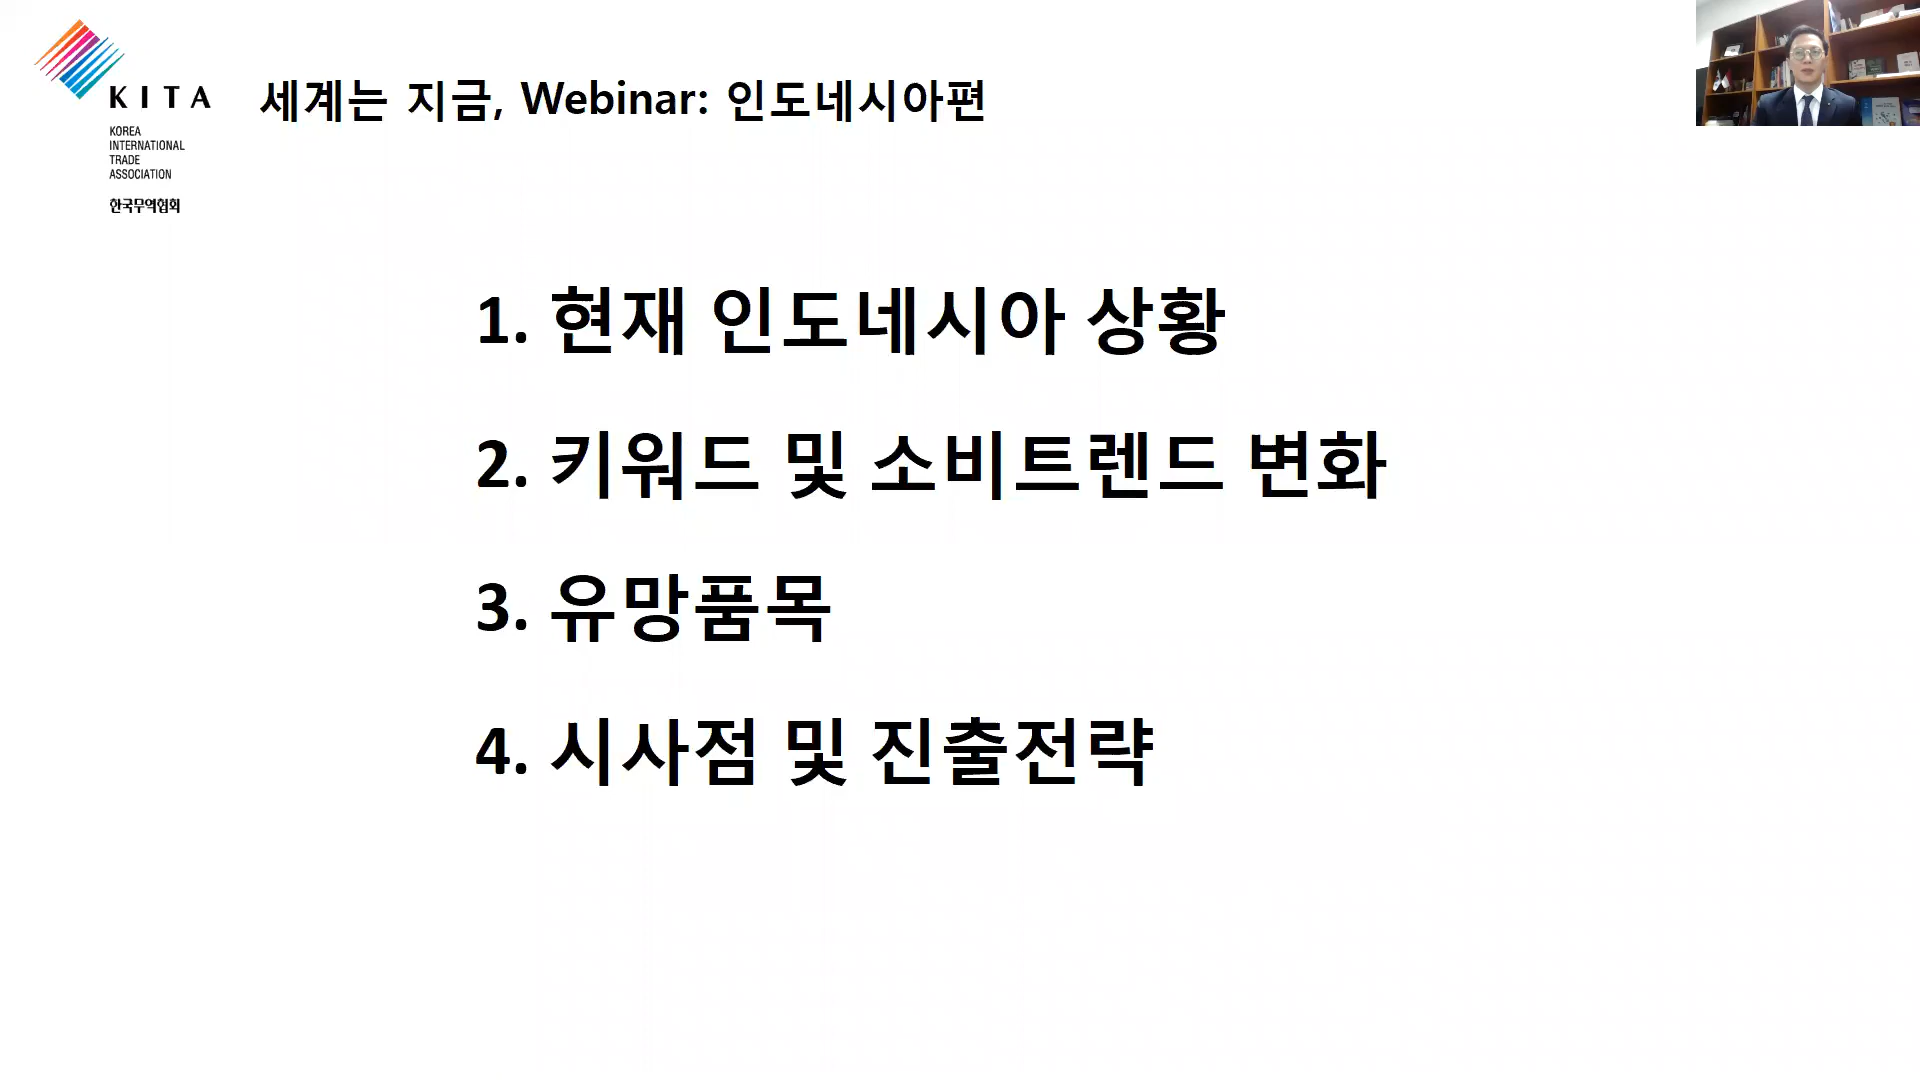 KITA
KOREA
INTERNATIONAL
TRADE
ASSOCIATION
한국무역협회
세계는 지금, Webinar: 인도네시아편
1. 현재 인도네시아 상황
2. 키워드 및 소비트렌드 변화
3. 유망품목
4. 시사점 및 진출전략